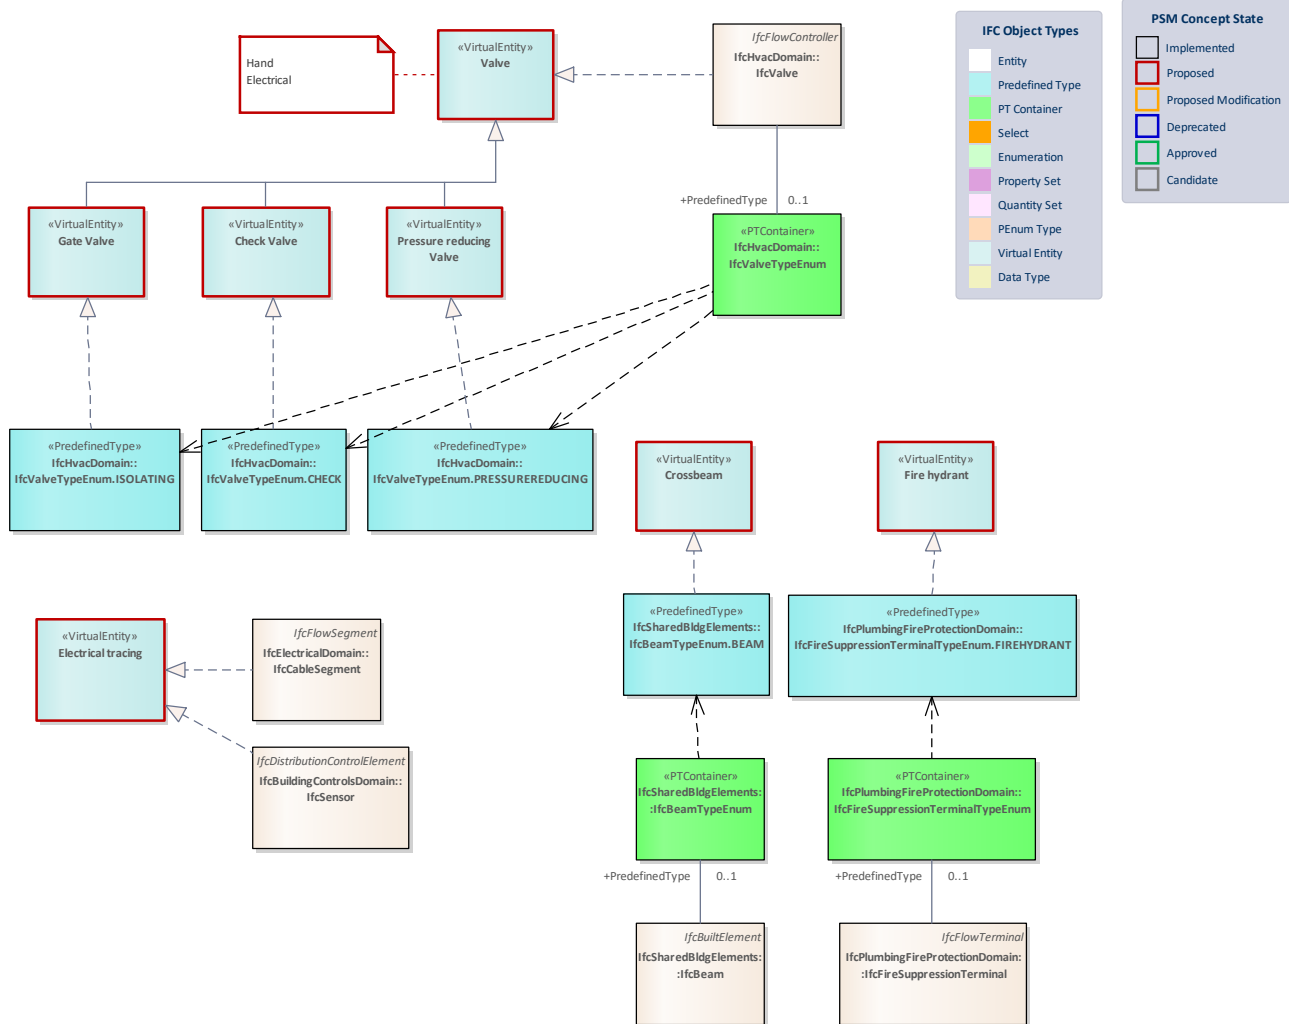 Hand
Electrical
«VirtualEntity»
Valve
IfcFlowController
IfcHvacDomain::
IfcValve
IFC Object Types
Entity
Predefined Type
PT Container
Select
Enumeration
Property Set
Quantity Set
PEnum Type
Virtual Entity
Data Type
PSM Concept State
Implemented
Proposed
Proposed Modification
Deprecated
Approved
Candidate
+PredefinedType 0..1
«VirtualEntity»
Gate Valve
«VirtualEntity»
Check Valve
«VirtualEntity»
Pressure reducing
Valve
«PTContainer»
IfcHvacDomain::
IfcValveTypeEnum
«PredefinedType»
IfcHvacDomain::
IfcValveTypeEnum.ISOLATING
«PredefinedType»
IfcHvacDomain::
IfcValveTypeEnum.CHECK
«PredefinedType»
IfcHvacDomain::
IfcValveTypeEnum.PRESSUREREDUCING
«VirtualEntity»
Crossbeam
«VirtualEntity»
Fire hydrant
«PredefinedType»
IfcSharedBldgElements::
IfcBeamTypeEnum.BEAM
«PredefinedType»
IfcPlumbingFireProtectionDomain::
IfcFireSuppressionTerminalTypeEnum.FIREHYDRANT
«VirtualEntity»
Electrical tracing
IfcFlowSegment
IfcElectricalDomain::
IfcCableSegment
IfcDistributionControlElement
IfcBuildingControlsDomain::
IfcSensor
«PTContainer»
IfcSharedBldgElements:
:IfcBeamTypeEnum
«PTContainer»
IfcPlumbingFireProtectionDomain::
IfcFireSuppressionTerminalTypeEnum
+PredefinedType 0..1
+PredefinedType 0..1
IfcBuiltElement
IfcSharedBldgElements:
:IfcBeam
IfcFlowTerminal
IfcPlumbingFireProtectionDomain:
:IfcFireSuppressionTerminal